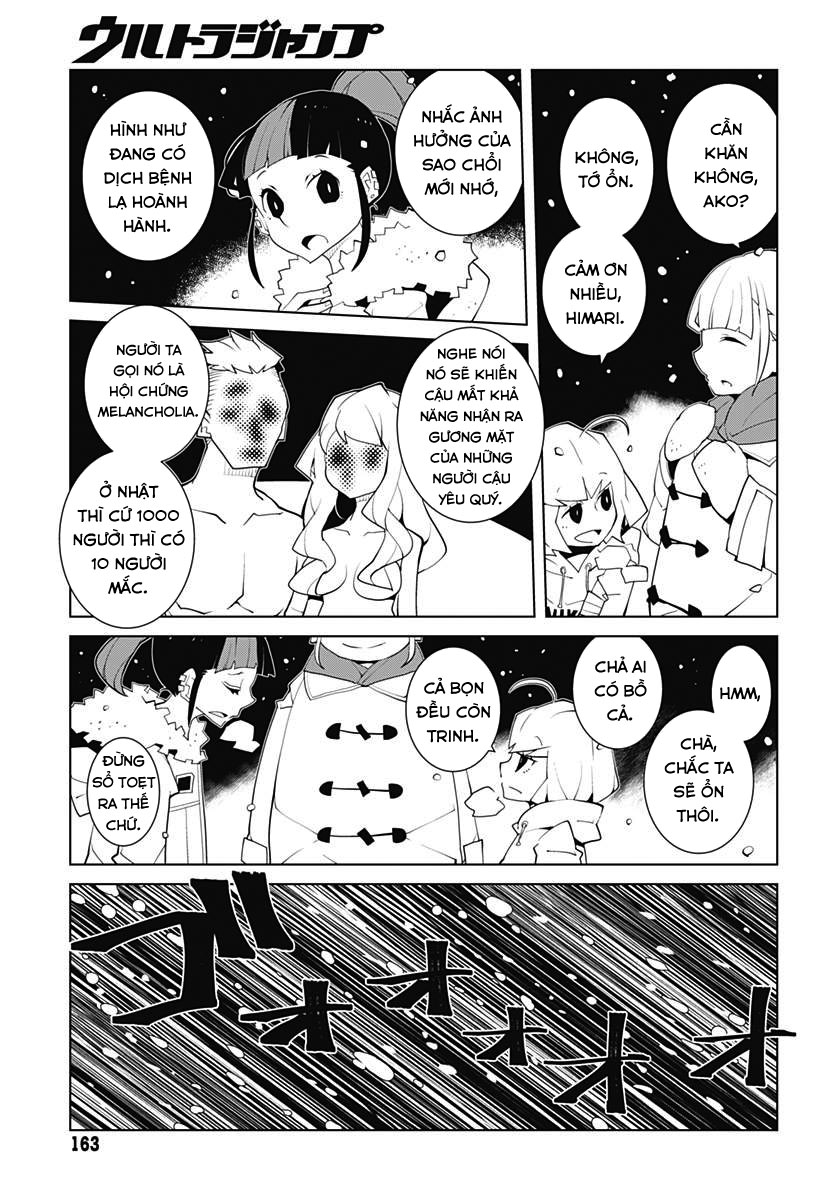 ウルトラジャンプ
CẦN
KHĂN
KHÔNG,
AKO?
KHÔNG,
TỚ ỔN.
CẢM ƠN
NHIỀU,
HIMARI.
NHẮC ẢNH
HƯỞNG CỦA
SAO CHỔI
MỚI NHỚ,
HÌNH NHƯ
ĐANG CÓ
DỊCH BỆNH
LẠ HOÀNH
HÀNH.
NGHE NÓI
NÓ SẼ KHIẾN
CẬU MẤT KHẢ
NĂNG NHẬN RA
GƯƠNG MẶT
CỦA NHỮNG
NGƯỜI CẬU
YÊU QUÝ.
NGƯỜI TA
GỌI NÓ LÀ
HỘI CHỨNG
MELANCHOLIA.
Ở NHẬT
THÌ CỨ 1000
NGƯỜI THÌ CÓ
10 NGƯỜI
MẮC.
HMM,
CHÀ,
CHẮC TA
SẼ ỔN
THÔI.
CHẢ AI
CÓ BỒ
CẢ.
CẢ BỌN
ĐỀU CÒN
TRINH.
ĐỪNG
SỔ TOẸT
RA THẾ
CHỨ.
ゴォォォォォ
163